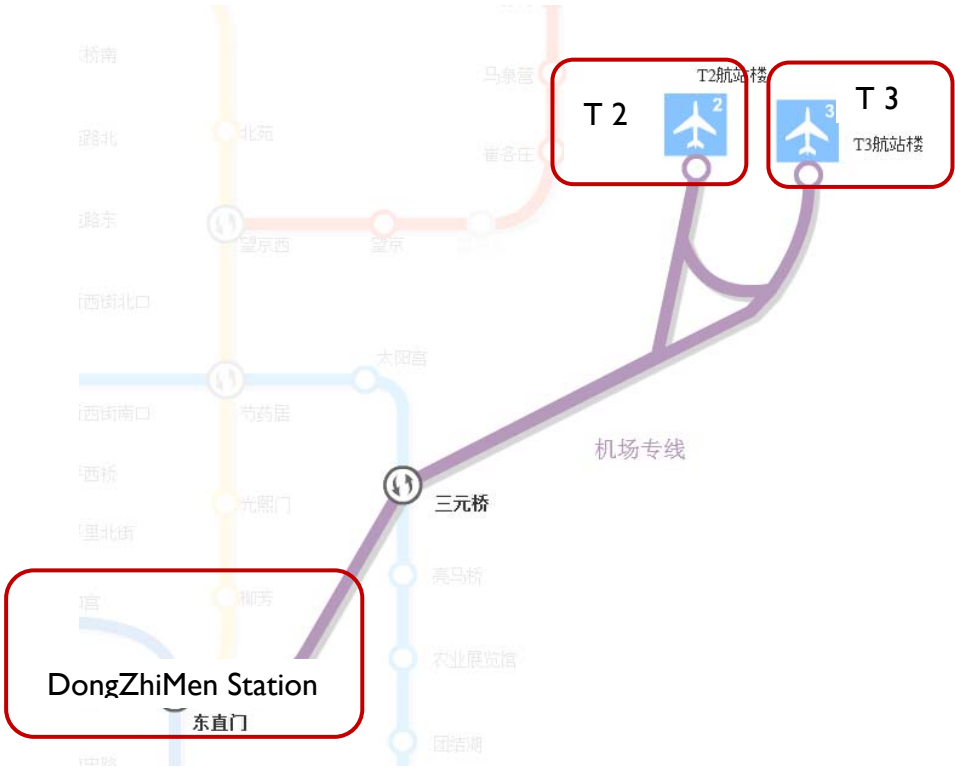 T2航站楼
T 2
2
T 3
3
T3航站楼
马泉营
北苑
崔各庄
望京西
望京
太阳宫
芍药居
机场专线
三元桥
光熙门
亮马桥
柳芳
农业展览馆
DongZhiMen Station
东直门
团结湖